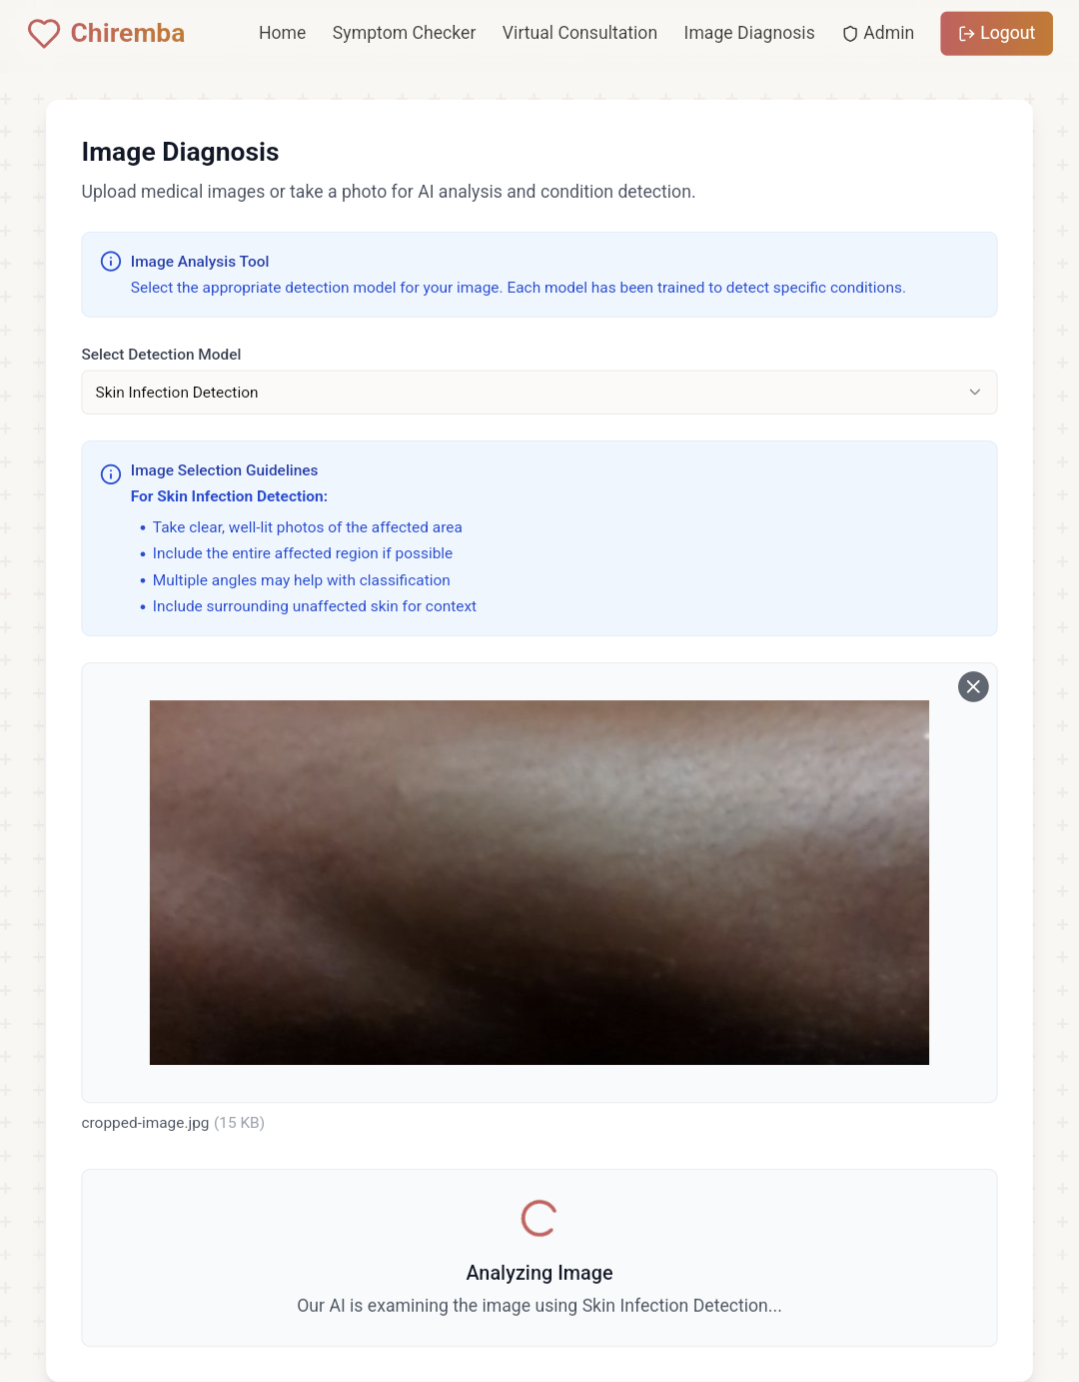 Chiremba
Home Symptom Checker Virtual Consultation Image Diagnosis Admin Logout
Image Diagnosis
Upload medical images or take a photo for AI analysis and condition detection.
Image Analysis Tool
Select the appropriate detection model for your image. Each model has been trained to detect specific conditions.
Select Detection Model
Skin Infection Detection
Image Selection Guidelines
For Skin Infection Detection:
• Take clear, well-lit photos of the affected area
• Include the entire affected region if possible
• Multiple angles may help with classification
• Include surrounding unaffected skin for context
cropped-image.jpg (15 KB)
Analyzing Image
Our AI is examining the image using Skin Infection Detection...